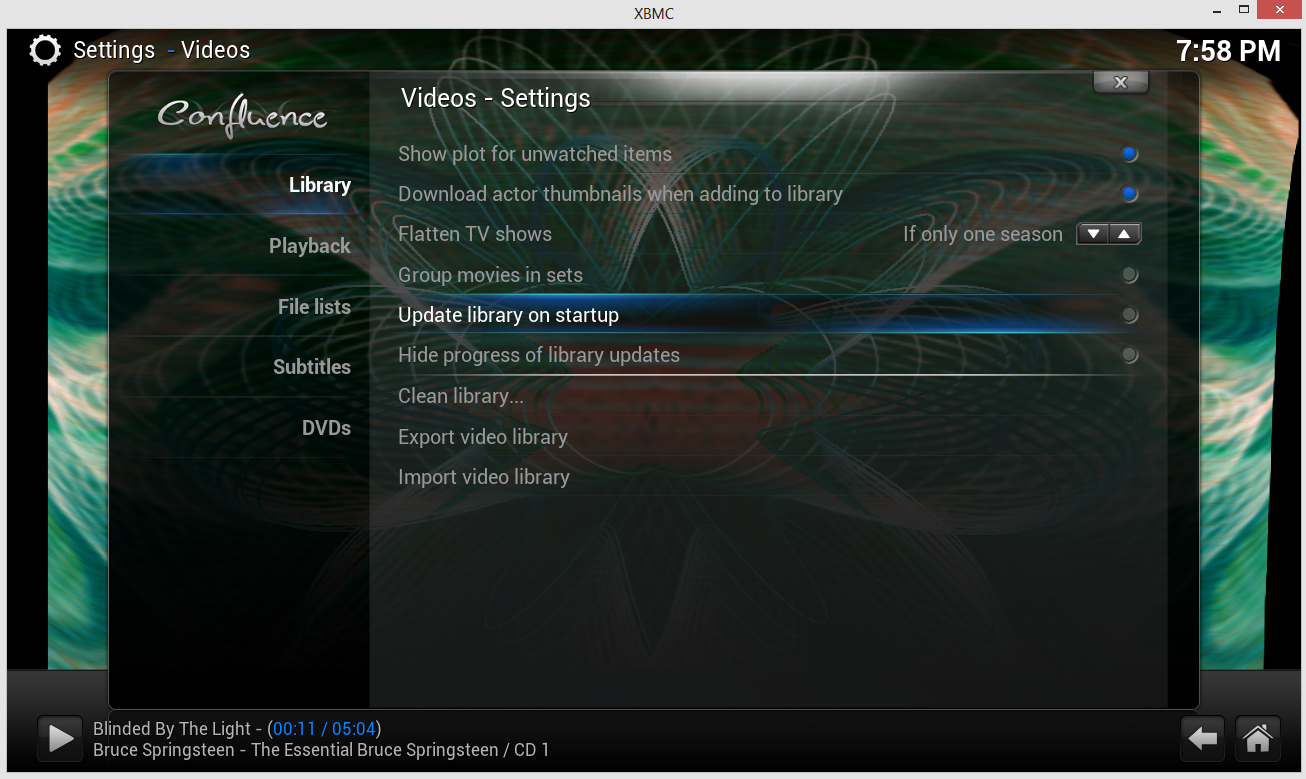 XBMC
Settings - Videos
7:58 PM
Confluence
Videos - Settings
X
Library
Playback
File lists
Subtitles
DVDs
Show plot for unwatched items
Download actor thumbnails when adding to library
Flatten TV shows If only one season
Group movies in sets
Update library on startup
Hide progress of library updates
Clean library...
Export video library
Import video library
Blinded By The Light - (00:11 / 05:04)
Bruce Springsteen - The Essential Bruce Springsteen / CD 1